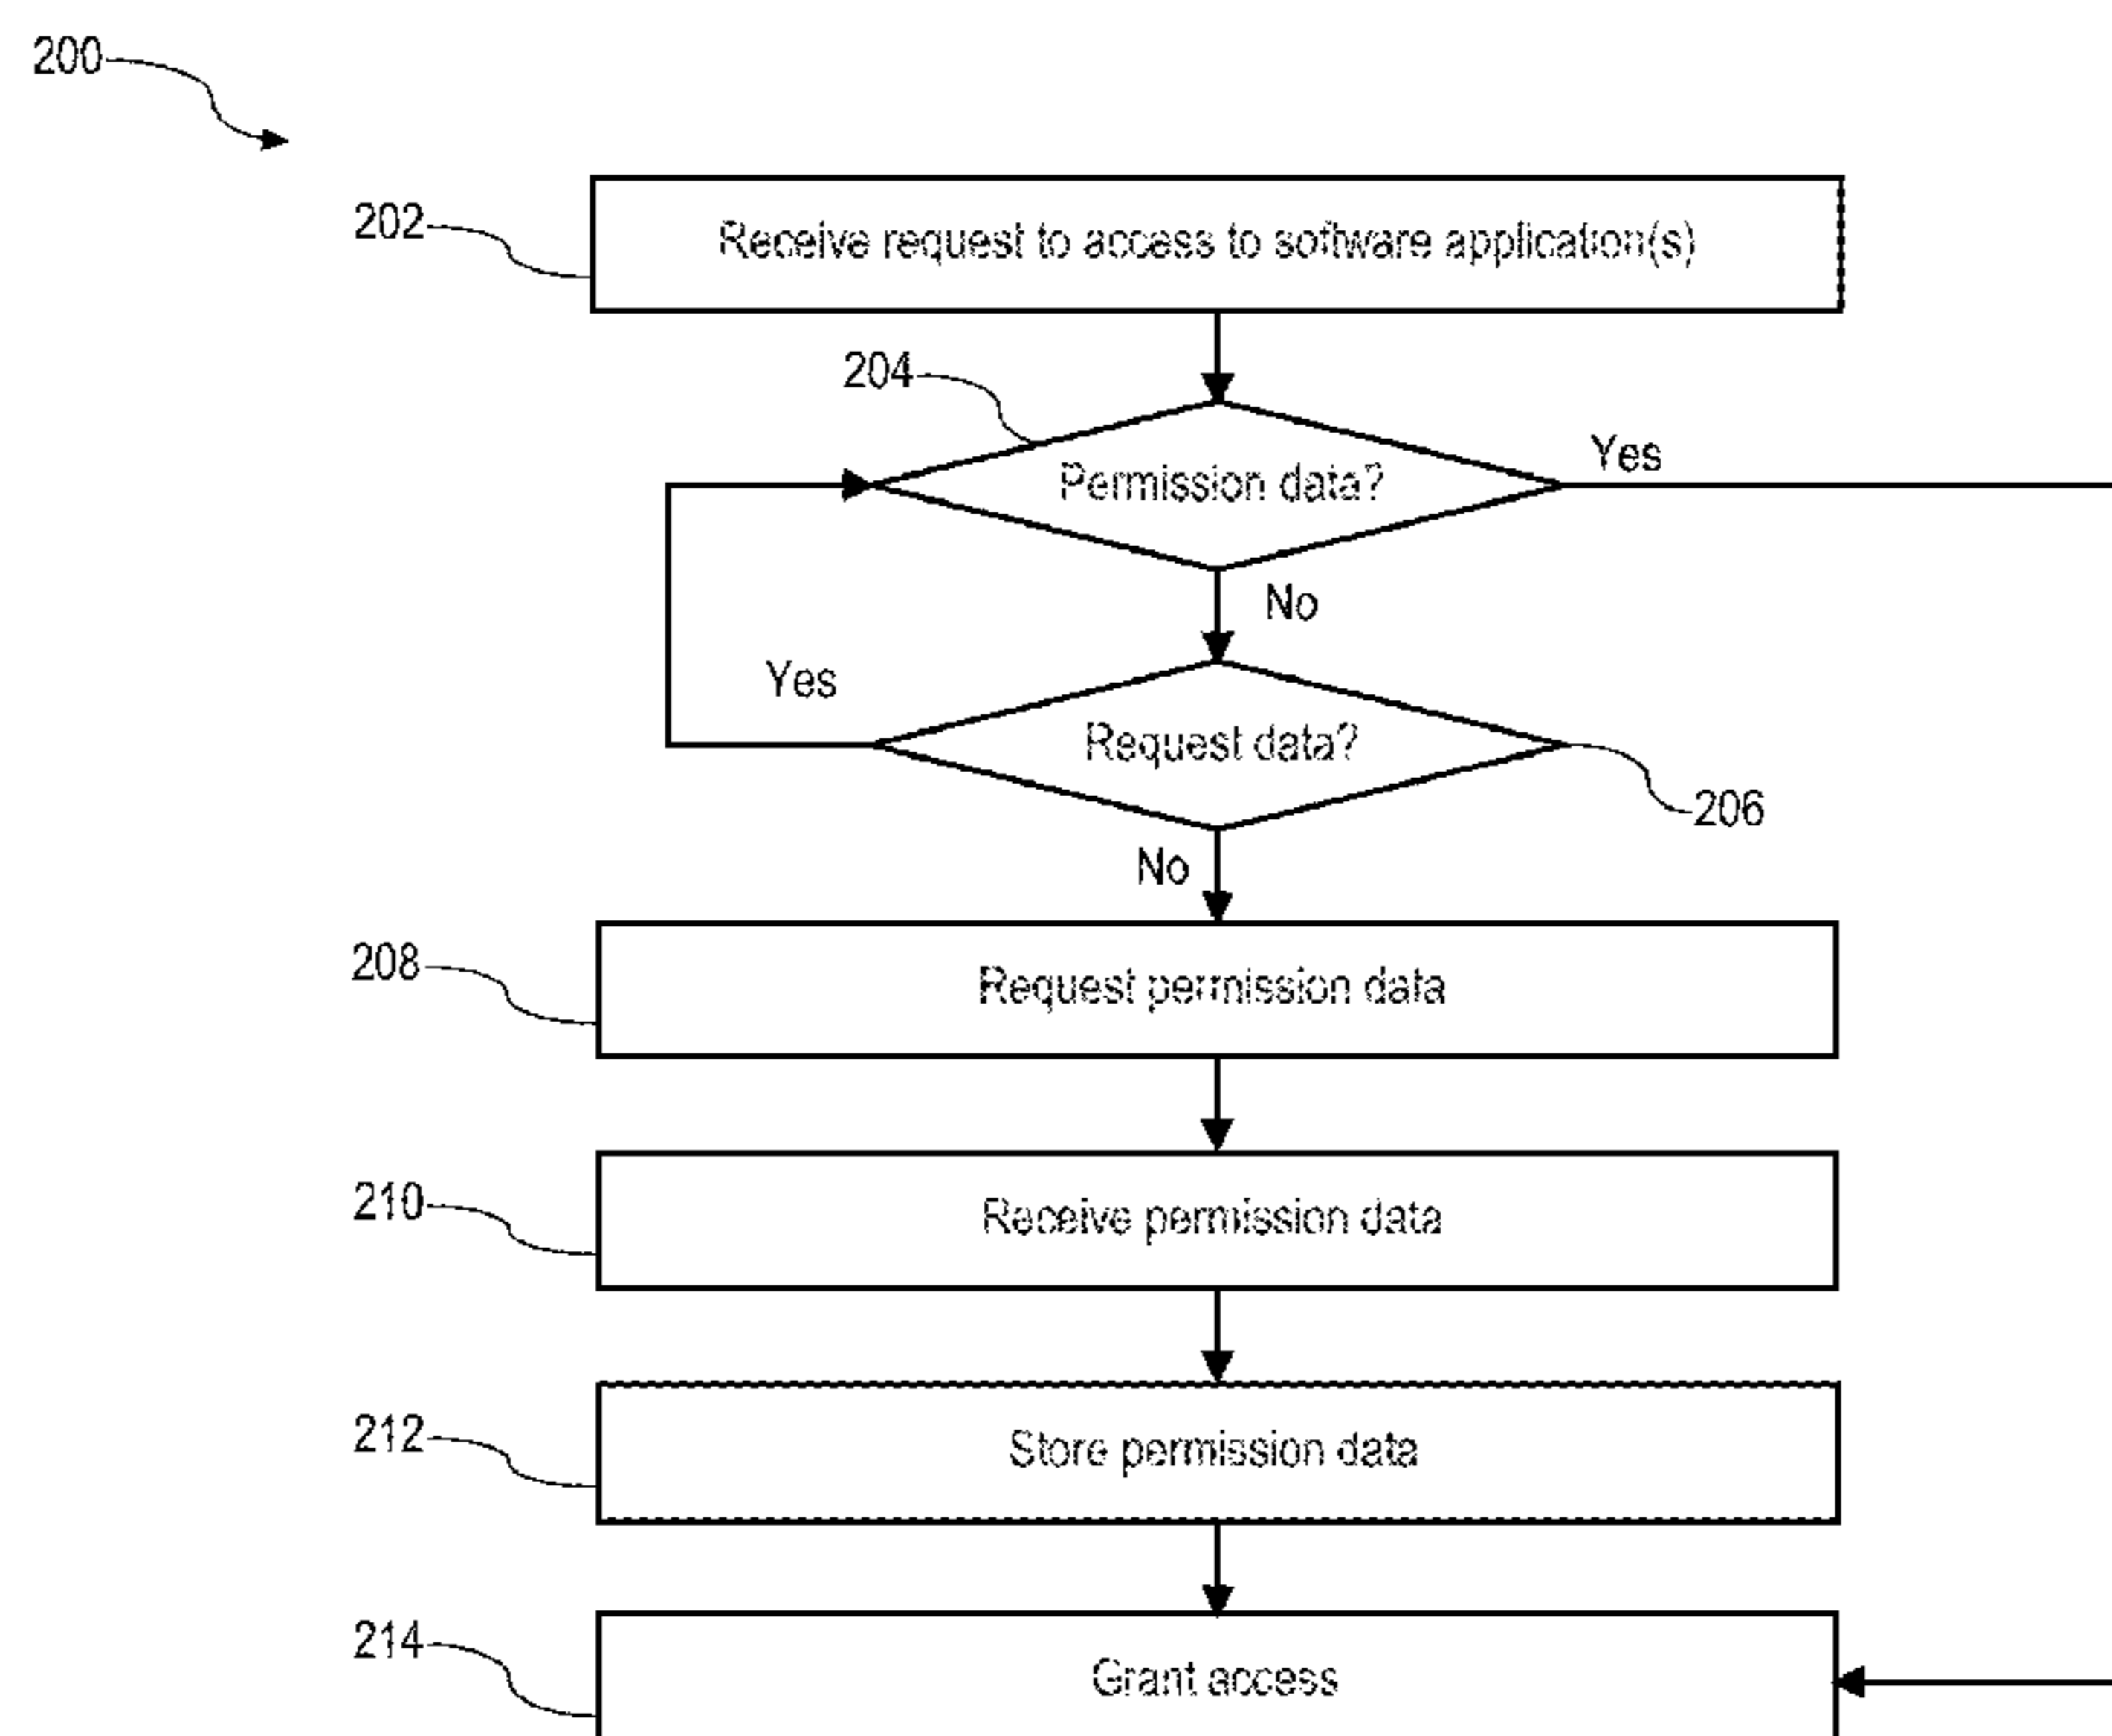 200
202
Receive request to access to software application(s)
204
Permission data?
Yes
No
Yes
Request data?
206
No
208
Request permission data
210
Receive permission data
212
Store permission data
214
Grant access